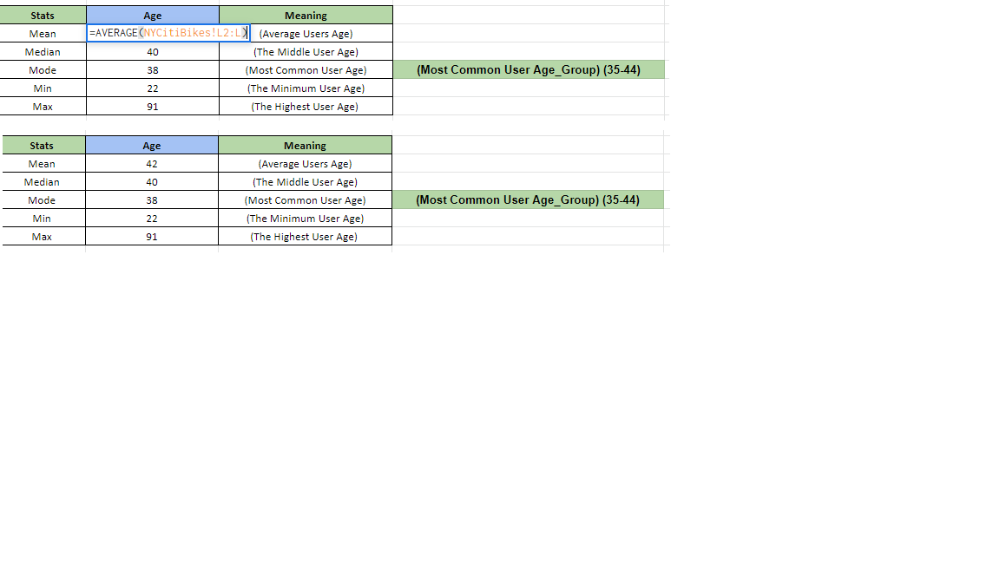 Stats Age Meaning
Mean =AVERAGE(NYCitiBikes!L2:L) (Average Users Age)
Median 40 (The Middle User Age)
Mode 38 (Most Common User Age) (Most Common User Age_Group) (35-44)
Min 22 (The Minimum User Age)
Max 91 (The Highest User Age)
Stats Age Meaning
Mean 42 (Average Users Age)
Median 40 (The Middle User Age)
Mode 38 (Most Common User Age) (Most Common User Age_Group) (35-44)
Min 22 (The Minimum User Age)
Max 91 (The Highest User Age)